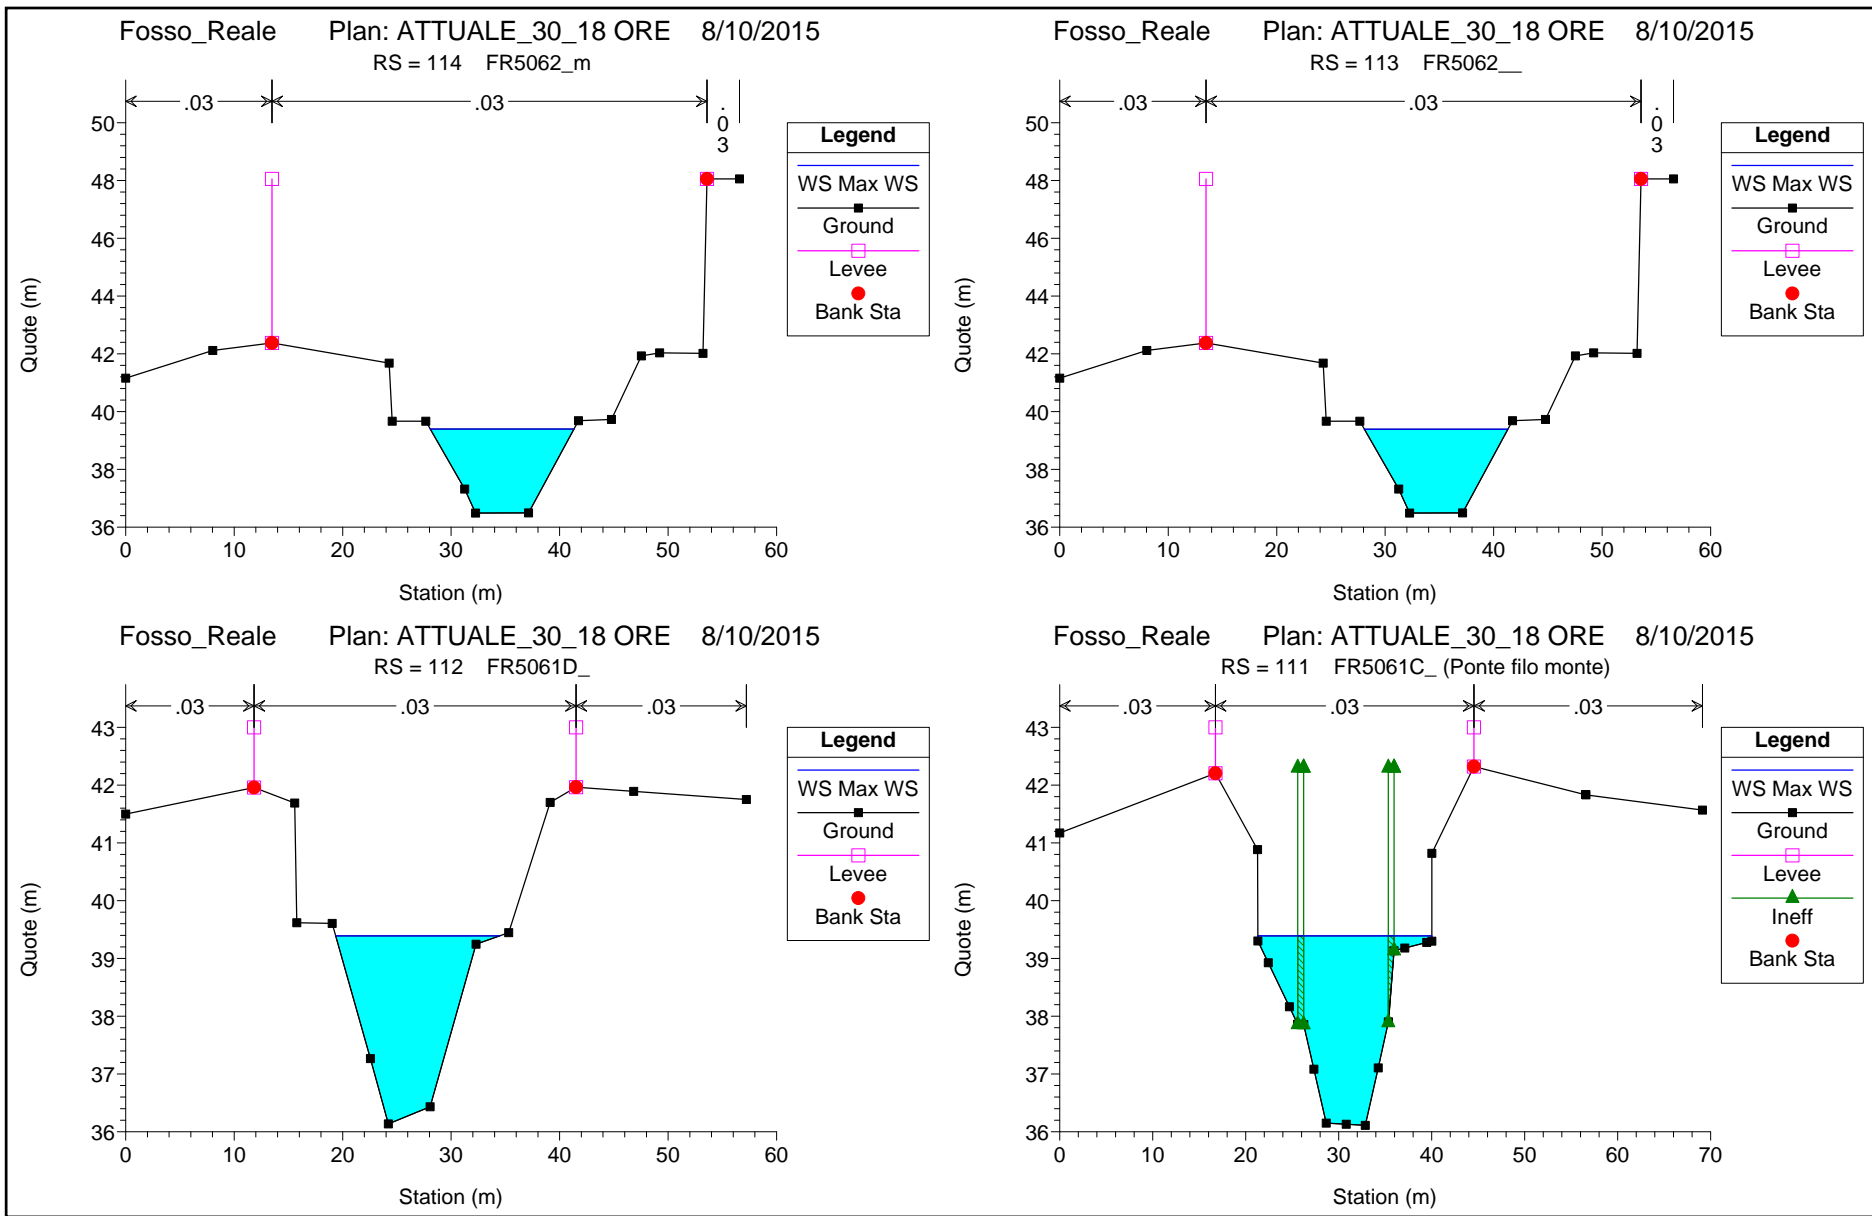 Fosso_Reale Plan: ATTUALE_30_18 ORE 8/10/2015
RS = 114 FR5062_m
.03 .03 .03
50
48
46
44
42
40
38
36
0 10 20 30 40 50 60
Quote (m)
Station (m)
Legend
WS Max WS
Ground
Levee
Bank Sta
Fosso_Reale Plan: ATTUALE_30_18 ORE 8/10/2015
RS = 113 FR5062__
.03 .03 .03
50
48
46
44
42
40
38
36
0 10 20 30 40 50 60
Quote (m)
Station (m)
Legend
WS Max WS
Ground
Levee
Bank Sta
Fosso_Reale Plan: ATTUALE_30_18 ORE 8/10/2015
RS = 112 FR5061D_
.03 .03 .03
43
42
41
40
39
38
37
36
0 10 20 30 40 50 60
Quote (m)
Station (m)
Legend
WS Max WS
Ground
Levee
Bank Sta
Fosso_Reale Plan: ATTUALE_30_18 ORE 8/10/2015
RS = 111 FR5061C_ (Ponte filo monte)
.03 .03 .03
43
42
41
40
39
38
37
36
0 10 20 30 40 50 60 70
Quote (m)
Station (m)
Legend
WS Max WS
Ground
Levee
Ineff
Bank Sta